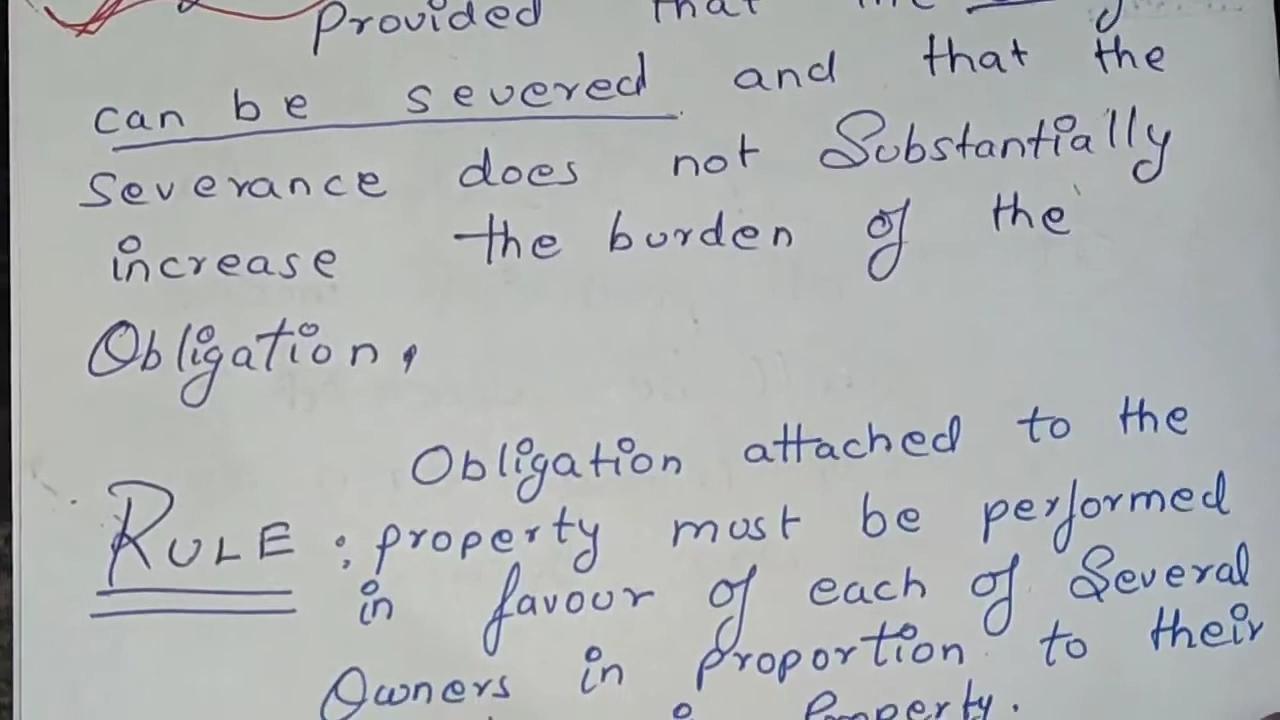 provided that the
can be severed and that the
severance does not Substantially
increase the burden of the
Obligation,
Obligation attached to the
RULE : property must be performed
in favour of each of Several
Owners in proportion to their
Property.